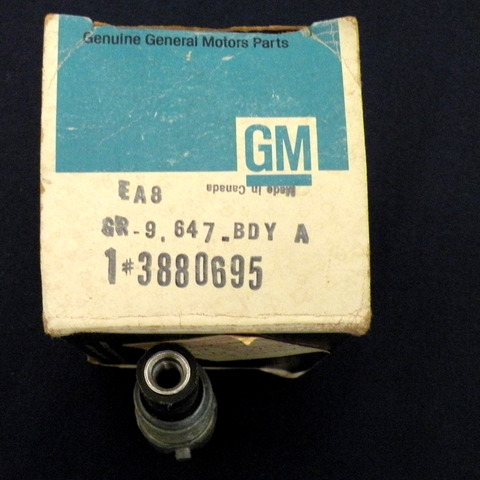 Genuine General Motors Parts
GM
Made in Canada
EA8
GR-9.647-BDY A
1#3880695